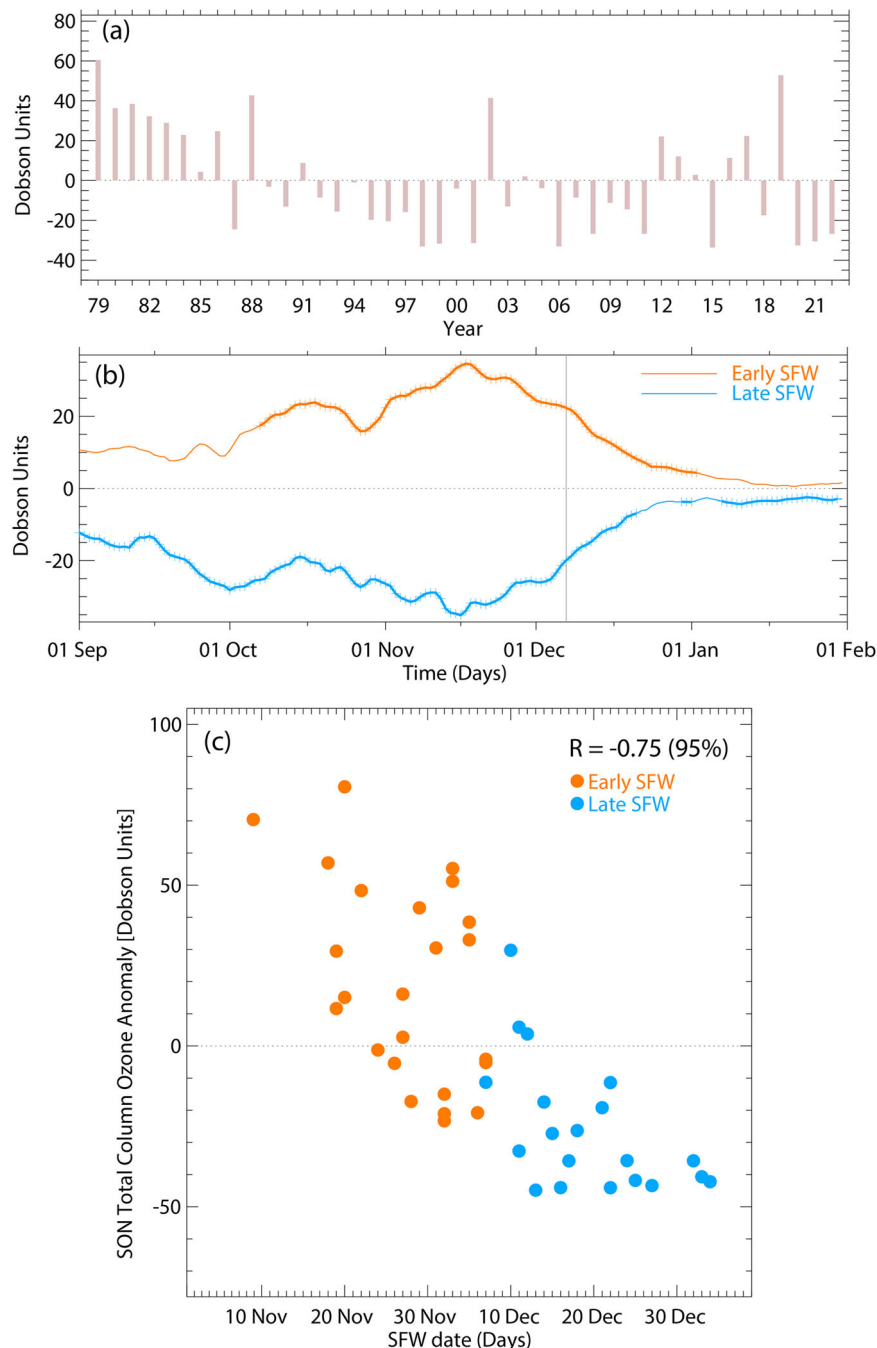 (a)
80
60
40
20
0
-20
-40
Dobson Units
79 82 85 88 91 94 97 00 03 06 09 12 15 18 21
Year
(b)
Early SFW
Late SFW
20
0
-20
Dobson Units
01 Sep 01 Oct 01 Nov 01 Dec 01 Jan 01 Feb
Time (Days)
(c)
R = -0.75 (95%)
Early SFW
Late SFW
100
50
0
-50
SON Total Column Ozone Anomaly [Dobson Units]
10 Nov 20 Nov 30 Nov 10 Dec 20 Dec 30 Dec
SFW date (Days)